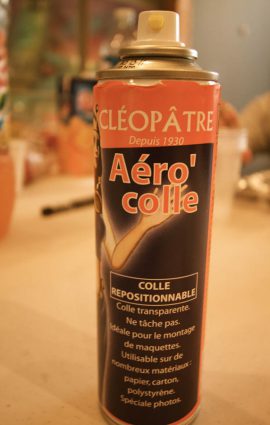 CLÉOPÂTRE
Depuis 1930
Aéro'
colle
COLLE
REPOSITIONNABLE
Colle transparente.
Ne tâche pas.
Idéale pour le montage
de maquettes.
Utilisable sur de
nombreux matériaux :
papier, carton,
polystyrène.
Spéciale photos.